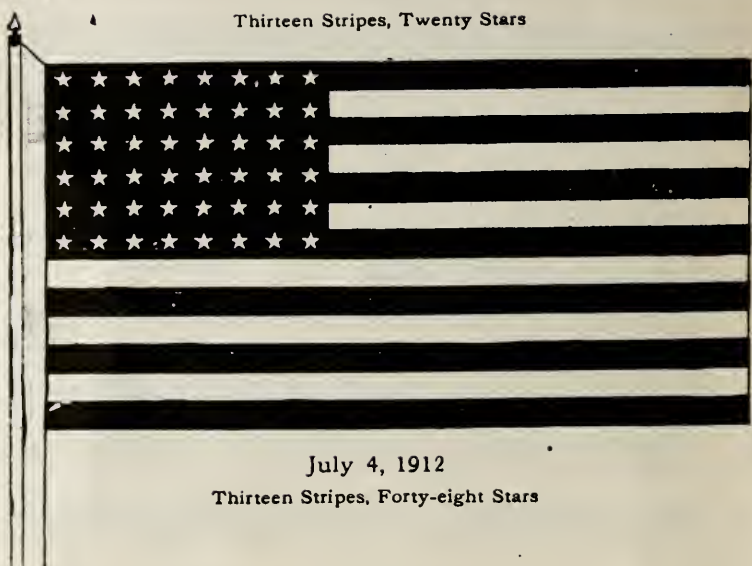 Thirteen Stripes, Twenty Stars
July 4, 1912
Thirteen Stripes, Forty-eight Stars